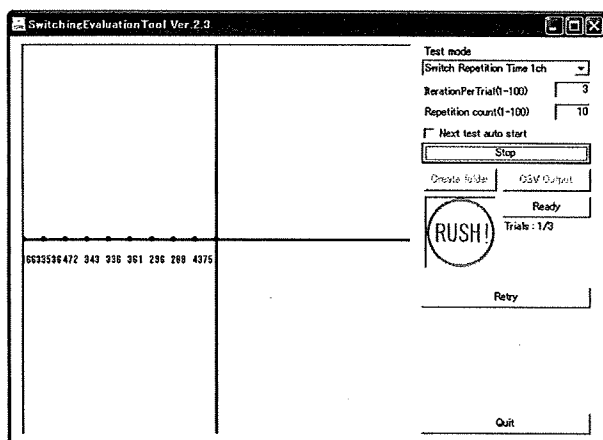 SwitchingEvaluationTool Ver.2.3
Test mode
Switch Repetition Time 1ch
IterationPerTrial(1-100) 3
Repetition count(1-100) 10
Next test auto start
Stop
Create folder CSV Output
Ready
RUSH!
Trials : 1/3
6633536 472 343 336 361 296 288 4375
Retry
Quit